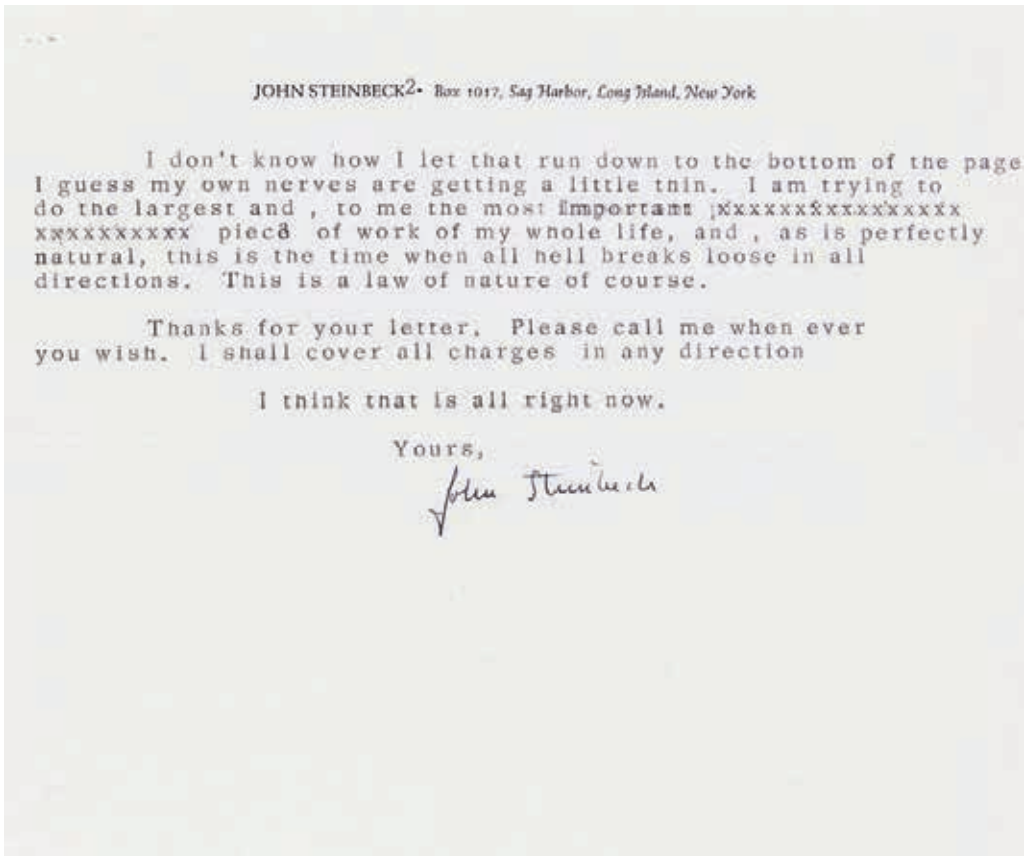 JOHN STEINBECK2• Box 1017, Sag Harbor, Long Island, New York
I don't know how I let that run down to the bottom of the page
I guess my own nerves are getting a little thin. I am trying to
do the largest and , to me the most important xxxxxxxxxxxxxxxxxx
xxxxxxxxxxx piece of work of my whole life, and , as is perfectly
natural, this is the time when all hell breaks loose in all
directions. This is a law of nature of course.
Thanks for your letter. Please call me when ever
you wish. I shall cover all charges in any direction
I think that is all right now.
Yours,
John Steinbeck